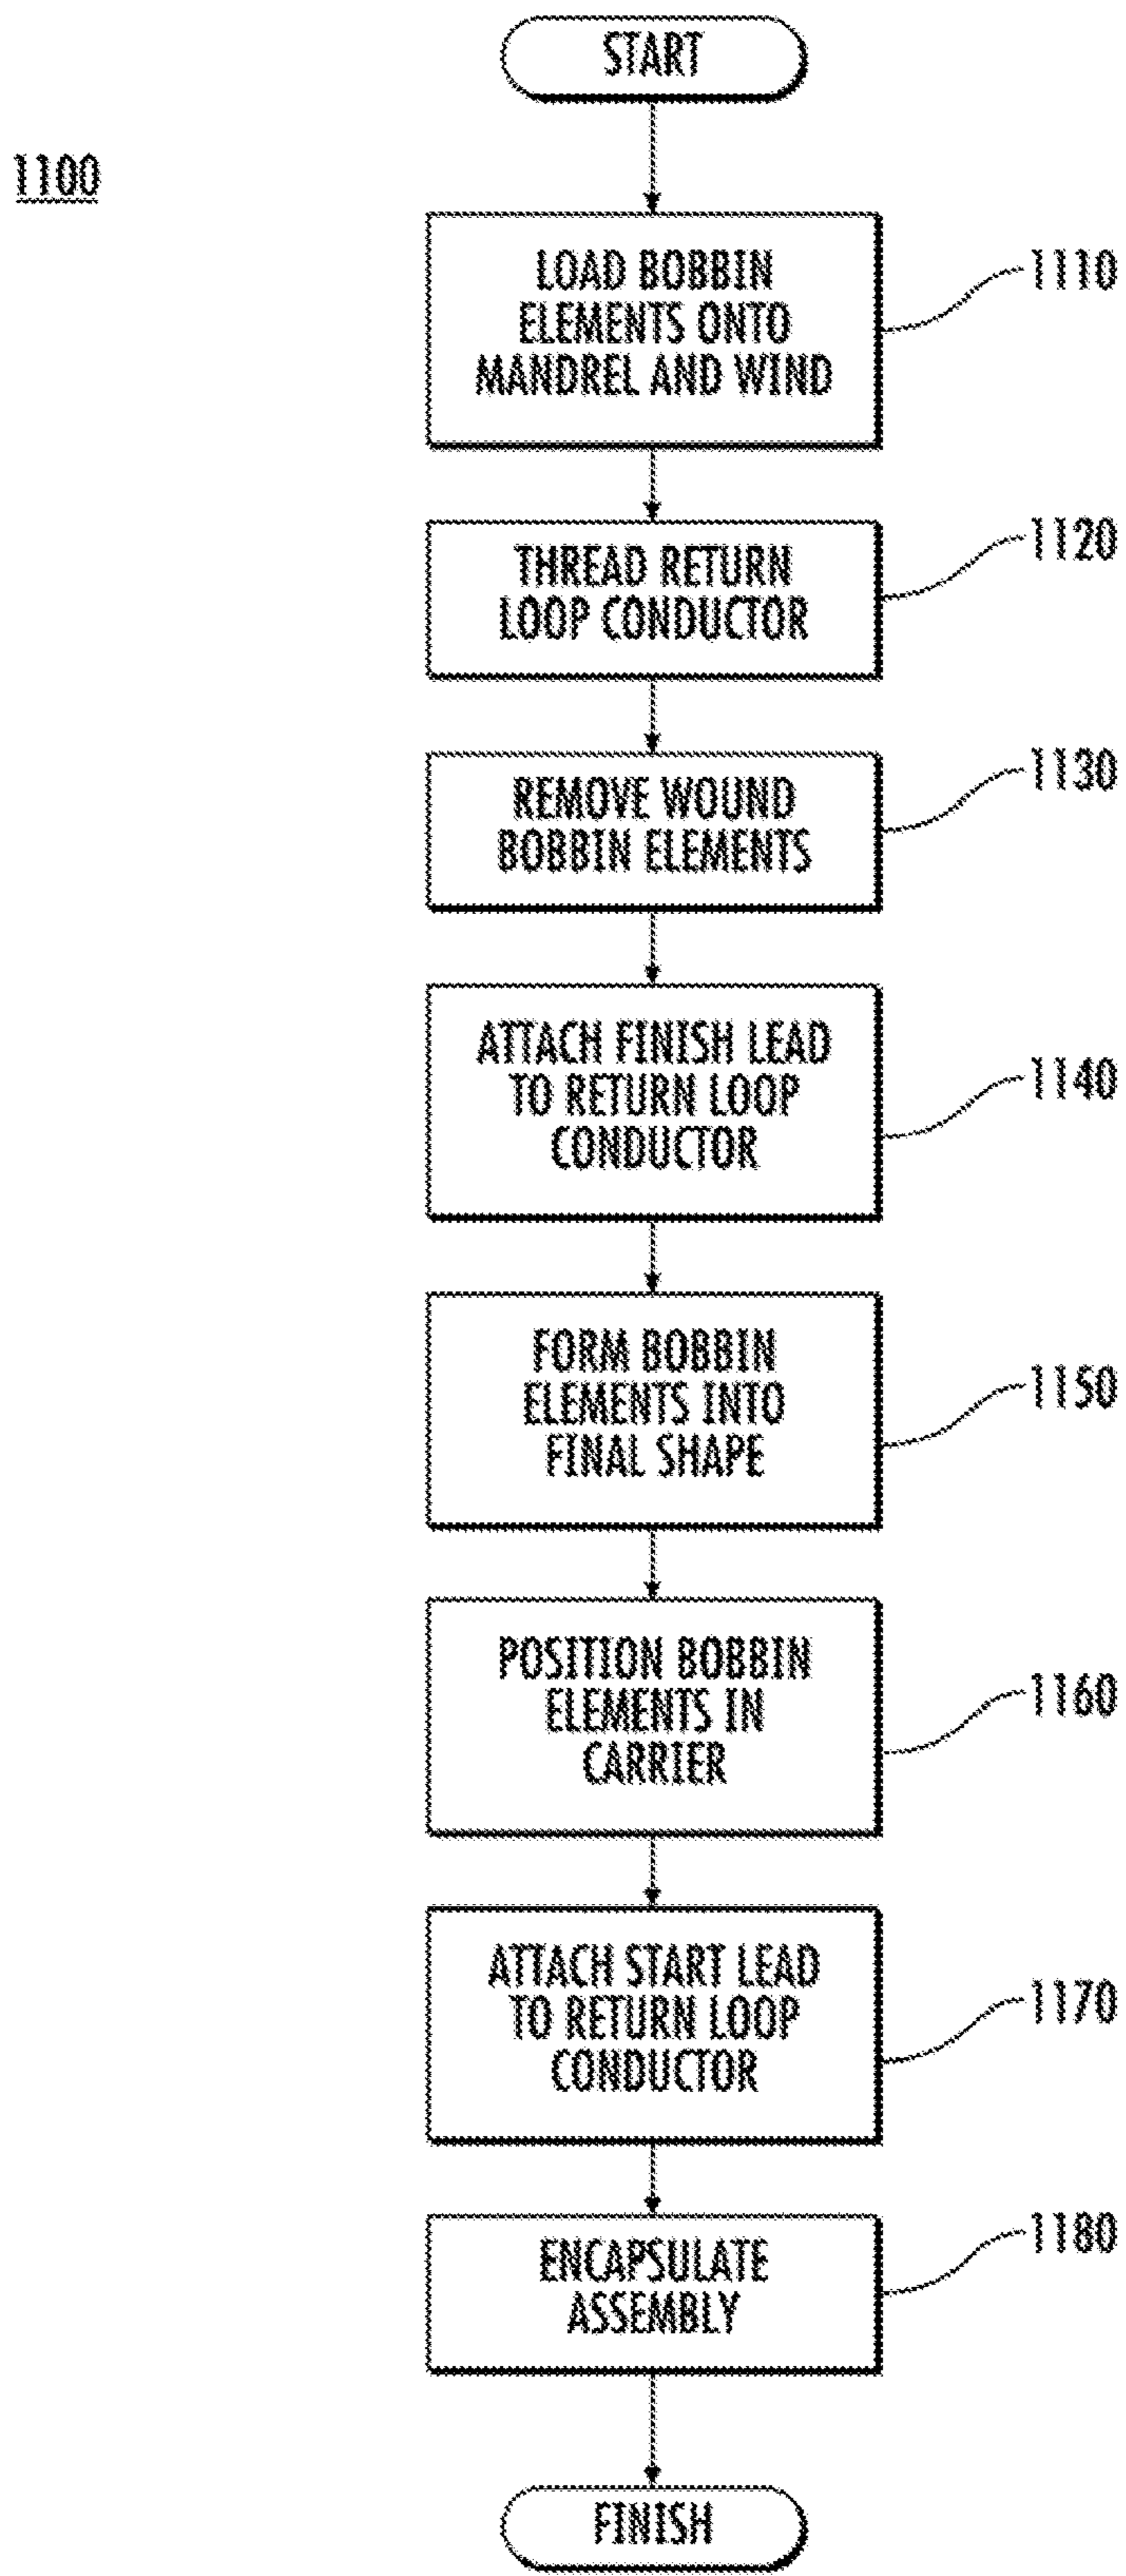 START
1100
LOAD BOBBIN
ELEMENTS ONTO
MANDREL AND WIND
1110
THREAD RETURN
LOOP CONDUCTOR
1120
REMOVE WOUND
BOBBIN ELEMENTS
1130
ATTACH FINISH LEAD
TO RETURN LOOP
CONDUCTOR
1140
FORM BOBBIN
ELEMENTS INTO
FINAL SHAPE
1150
POSITION BOBBIN
ELEMENTS IN
CARRIER
1160
ATTACH START LEAD
TO RETURN LOOP
CONDUCTOR
1170
ENCAPSULATE
ASSEMBLY
1180
FINISH